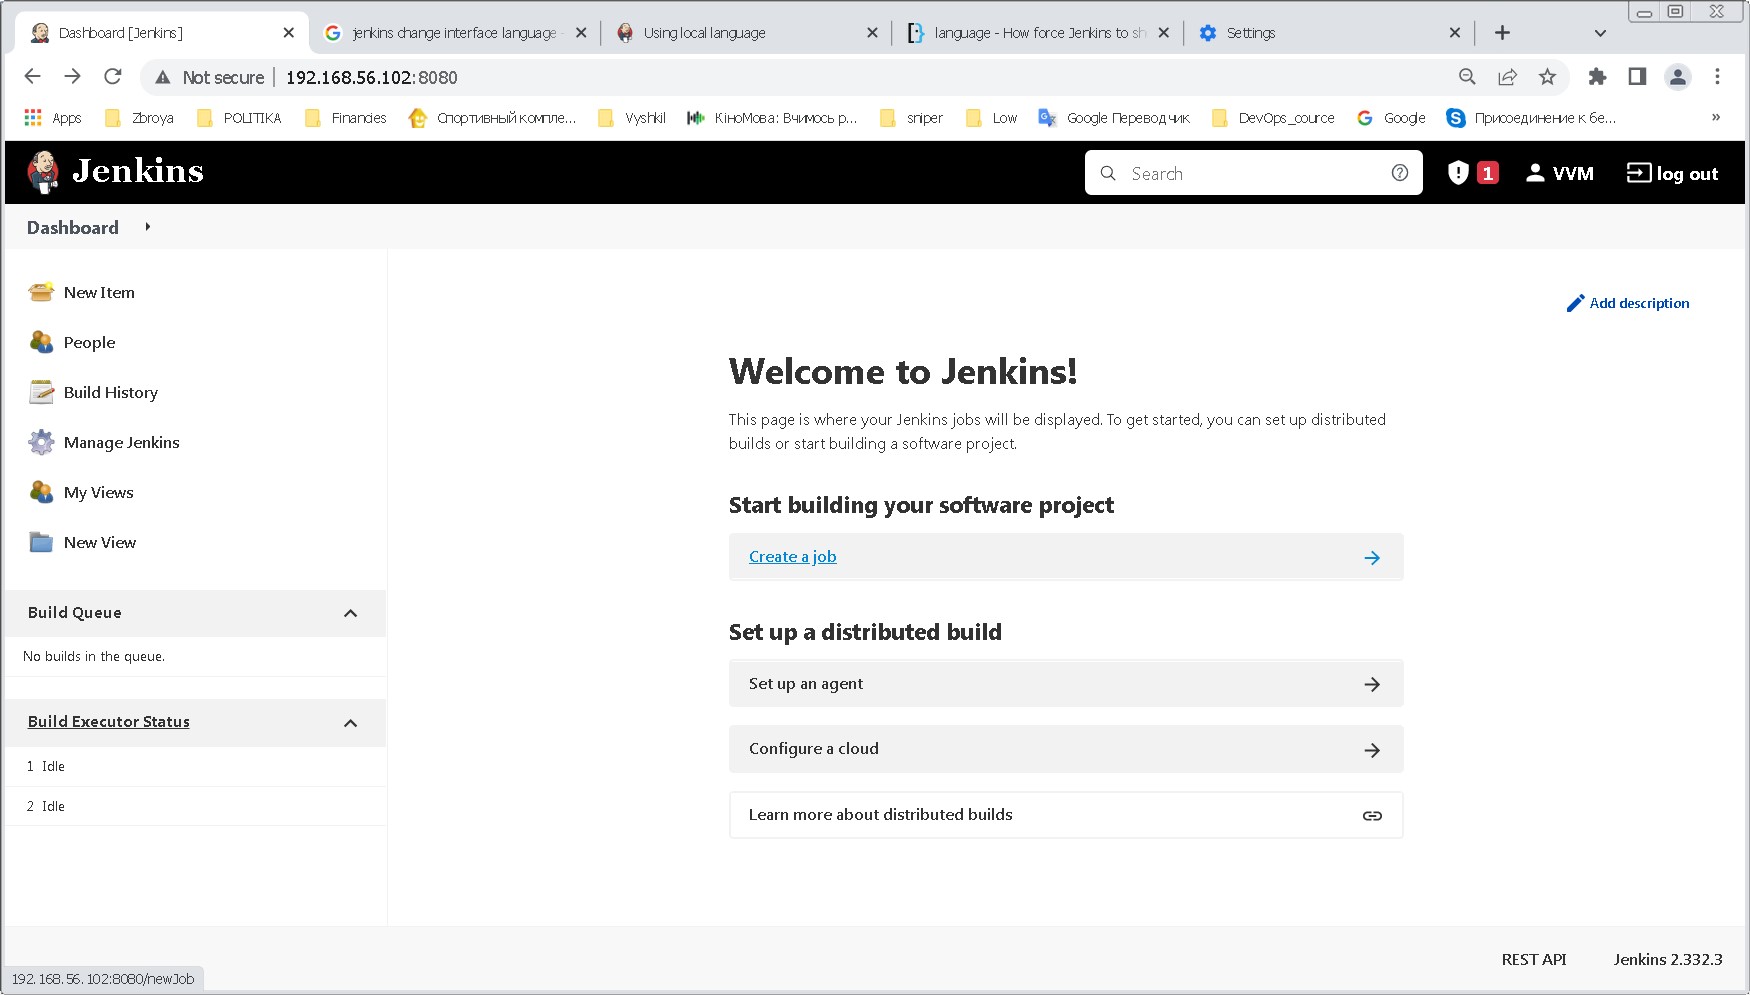 Dashboard [Jenkins]
jenkins change interface language -
Using local language
language - How force Jenkins to sh
Settings
Not secure
192.168.56.102:8080
Apps
Zbroya
POLITIKA
Financies
Спортивный компле...
Vyshkil
КіноМова: Вчимось р...
sniper
Low
Google Переводчик
DevOps_cource
Google
Присоединение к бе...
»
Jenkins
Search
1
VVM
log out
Dashboard
New Item
People
Build History
Manage Jenkins
My Views
New View
Build Queue
No builds in the queue.
Build Executor Status
1 Idle
2 Idle
Add description
Welcome to Jenkins!
This page is where your Jenkins jobs will be displayed. To get started, you can set up distributed
builds or start building a software project.
Start building your software project
Create a job
Set up a distributed build
Set up an agent
Configure a cloud
Learn more about distributed builds
REST API
Jenkins 2.332.3
192.168.56.102:8080/newJob